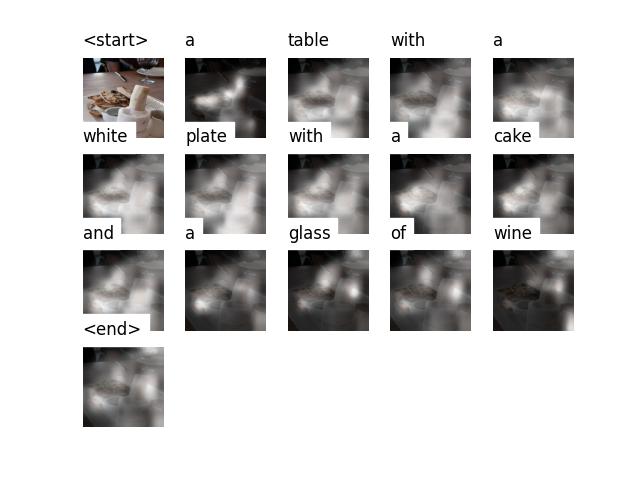 <start> a table with a
white plate with a cake
and a glass of wine
<end>